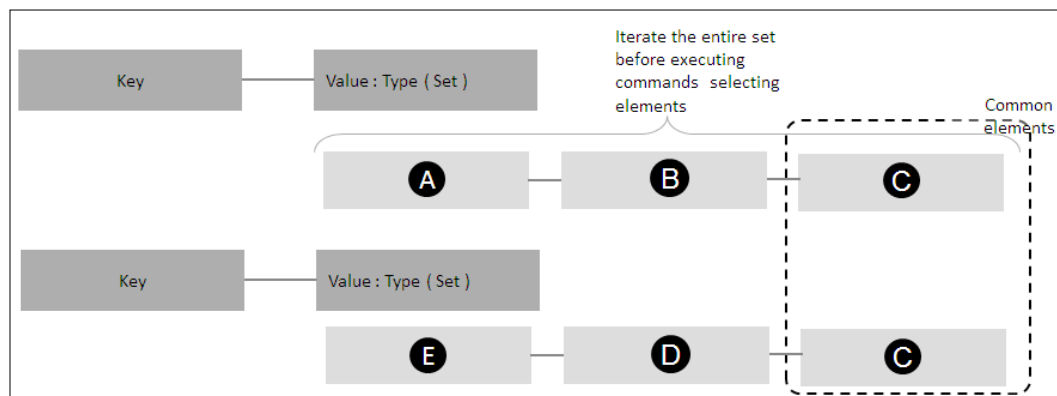 Iterate the entire set
before executing
commands selecting
elements
Key
Value : Type ( Set )
Common
elements
A
B
C
Key
Value : Type ( Set )
E
D
C